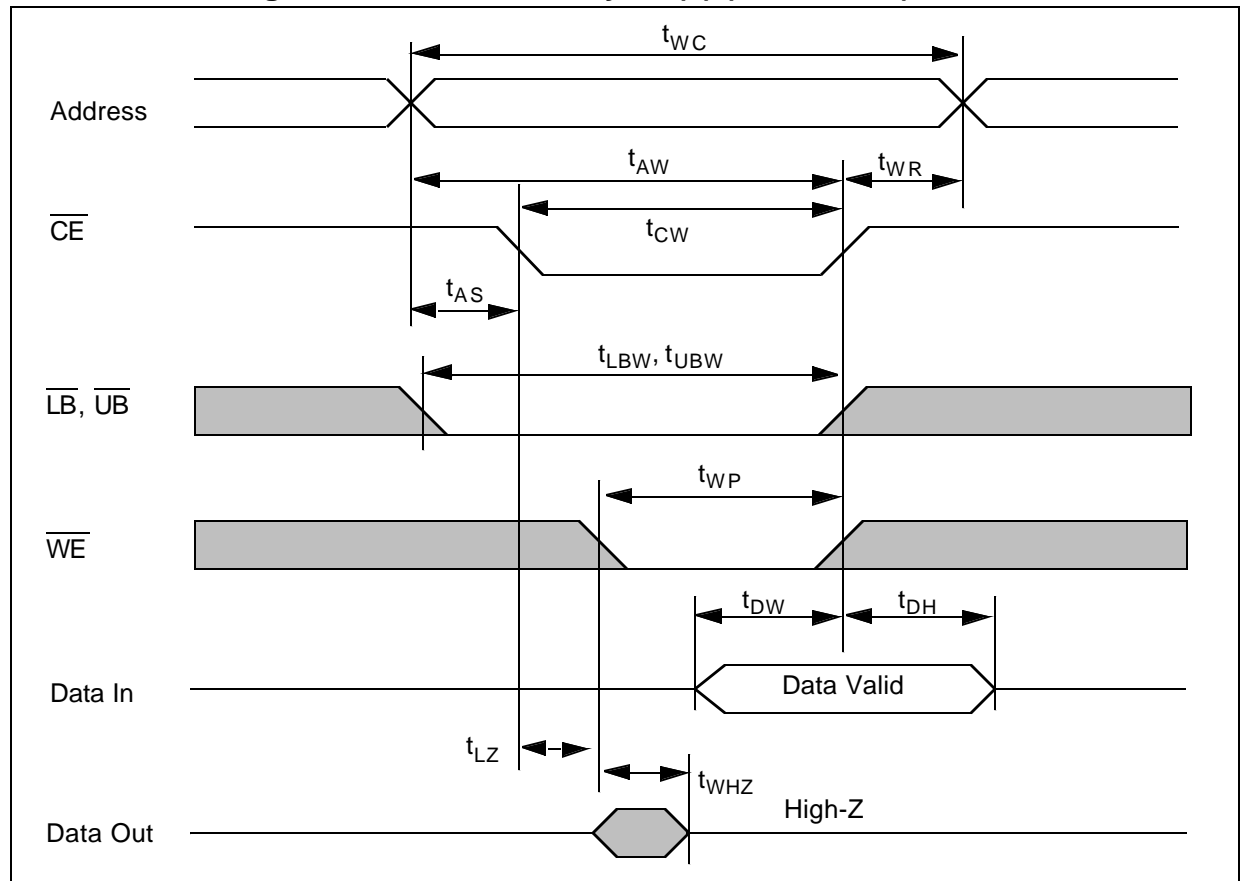 tWC
Address
tAW
tWR
CE
tCW
tAS
tLBW, tUBW
LB, UB
tWP
WE
tDW
tDH
Data In
Data Valid
tLZ
tWHZ
High-Z
Data Out